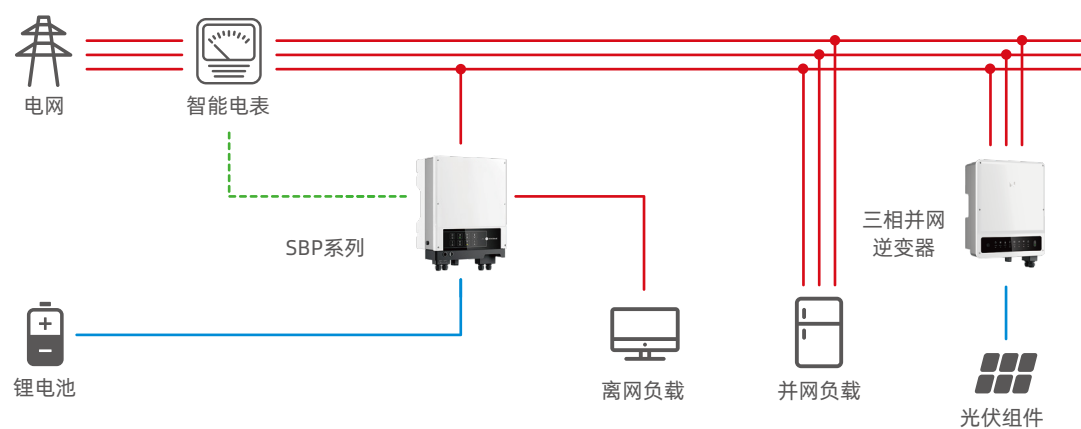 电网
智能电表
SBP系列
三相并网
逆变器
锂电池
离网负载
并网负载
光伏组件